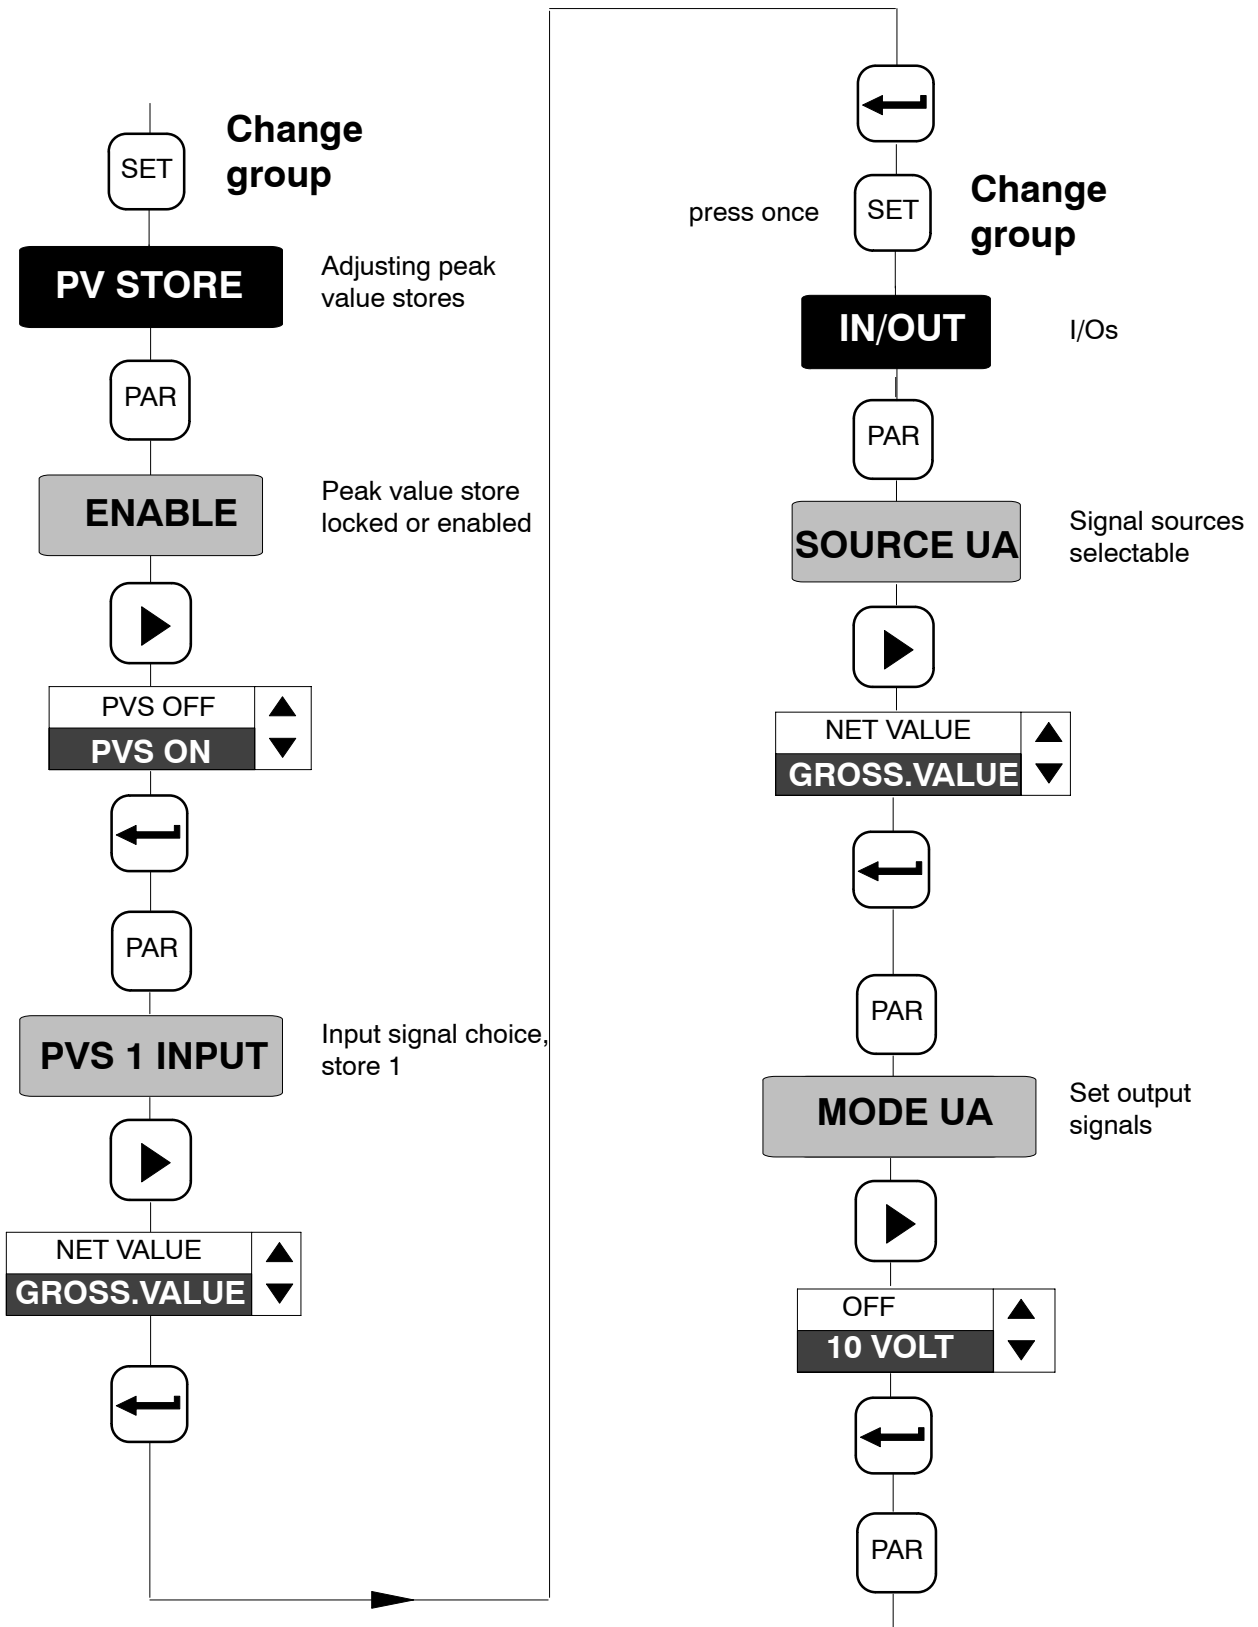 SET
Change
group
PV STORE
Adjusting peak
value stores
PAR
ENABLE
Peak value store
locked or enabled
PVS OFF
PVS ON
PAR
PVS 1 INPUT
Input signal choice,
store 1
NET VALUE
GROSS.VALUE
press once
SET
Change
group
IN/OUT
I/Os
PAR
SOURCE UA
Signal sources
selectable
NET VALUE
GROSS.VALUE
PAR
MODE UA
Set output
signals
OFF
10 VOLT
PAR